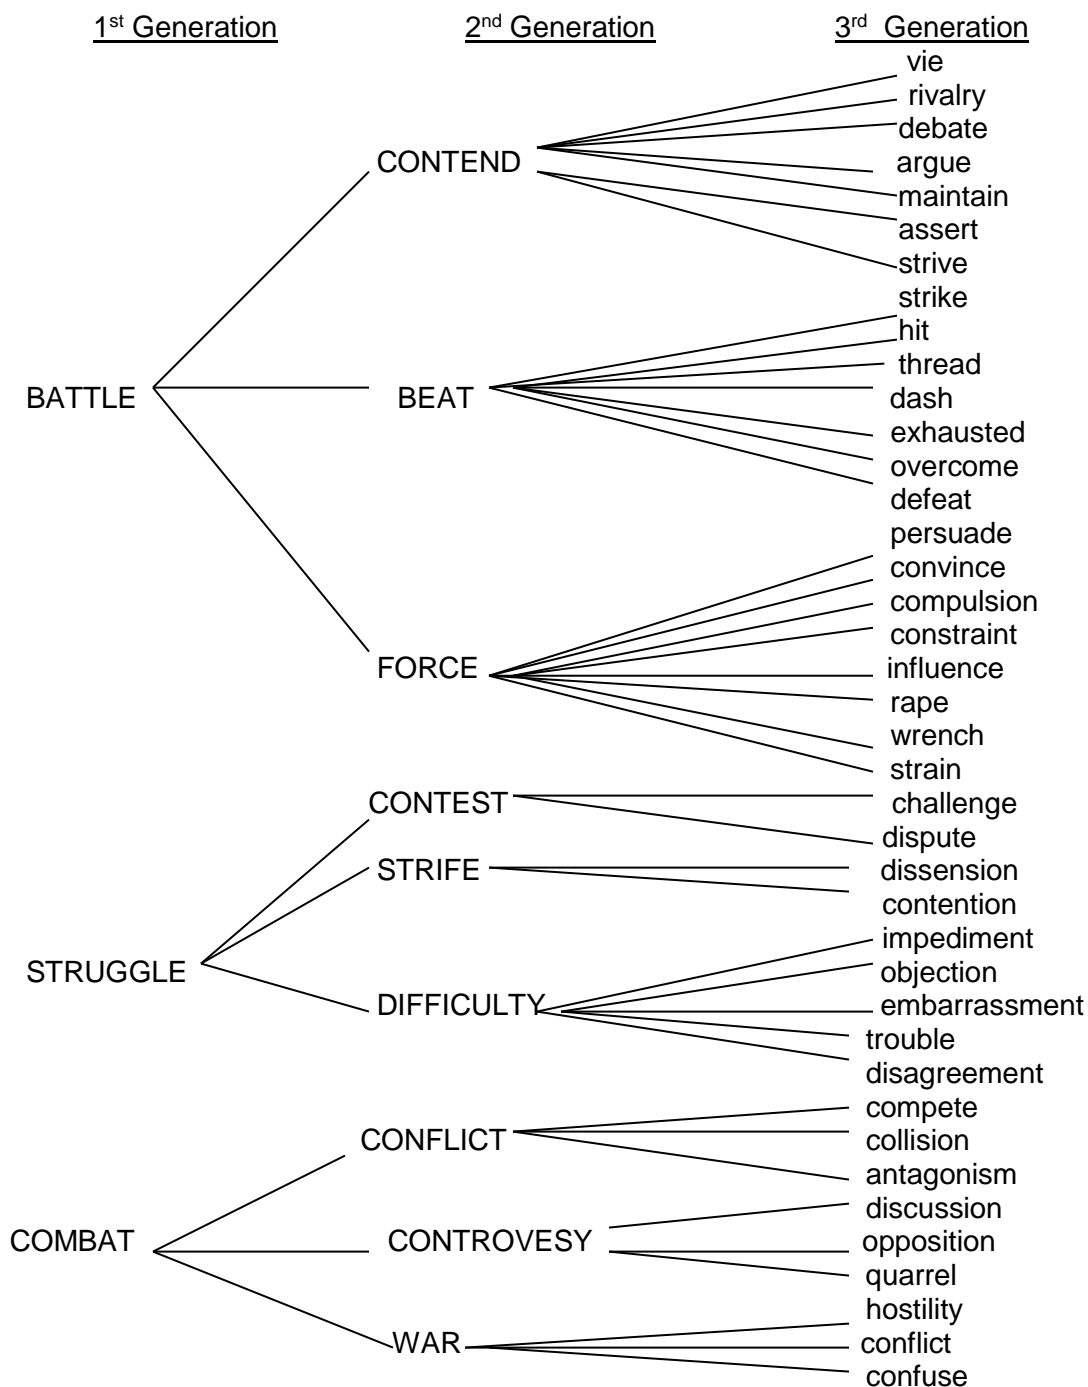 1st Generation 2nd Generation 3rd Generation
vie
rivalry
debate
argue
CONTEND
maintain
assert
strive
strike
hit
thread
BATTLE BEAT dash
exhausted
overcome
defeat
persuade
convince
compulsion
constraint
FORCE influence
rape
wrench
strain
CONTEST challenge
dispute
STRIFE dissension
contention
impediment
STRUGGLE objection
DIFFICULTY embarrassment
trouble
disagreement
compete
CONFLICT collision
antagonism
discussion
COMBAT CONTROVESY opposition
quarrel
hostility
WAR conflict
confuse